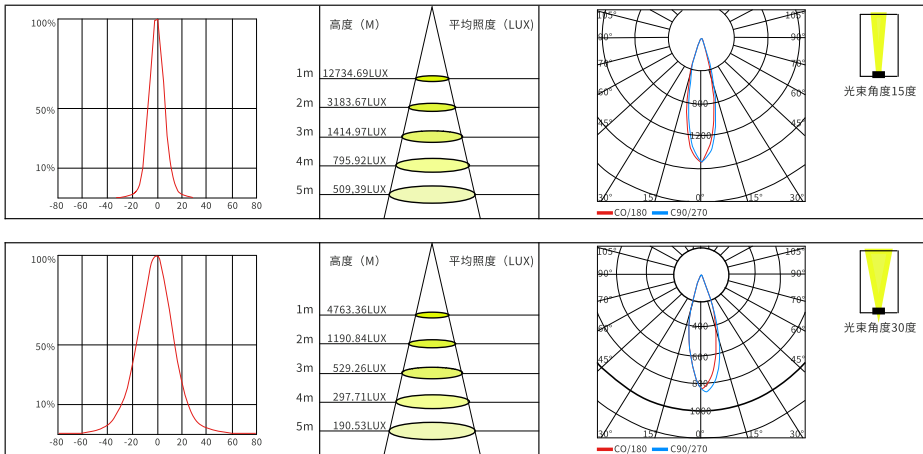 100%
50%
10%
-80 -60 -40 -20 0 20 40 60 80
高度（M） 平均照度（LUX)
1m 12734.69LUX
2m 3183.67LUX
3m 1414.97LUX
4m 795.92LUX
5m 509,39LUX
105° 105°
90° 90°
70° 70°
60° 60°
45° 45°
800
1200
30° 15° 0° 15° 30°
CO/180 C90/270
光束角度15度
100%
50%
10%
-80 -60 -40 -20 0 20 40 60 80
高度（M） 平均照度（LUX)
1m 4763.36LUX
2m 1190.84LUX
3m 529.26LUX
4m 297.71LUX
5m 190.53LUX
105° 105°
90° 90°
70° 70°
60° 60°
45° 45°
400
600
800
1000
30° 15° 0° 15° 30°
CO/180 C90/270
光束角度30度